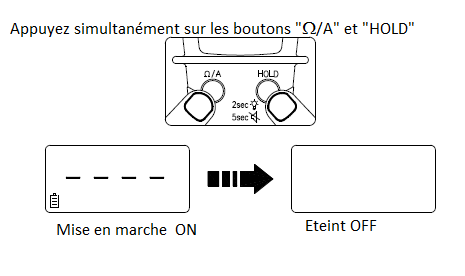 Appuyez simultanément sur les boutons "Ω/A" et "HOLD"
Ω/A HOLD
2sec
5sec
– – – –
Mise en marche ON
Eteint OFF